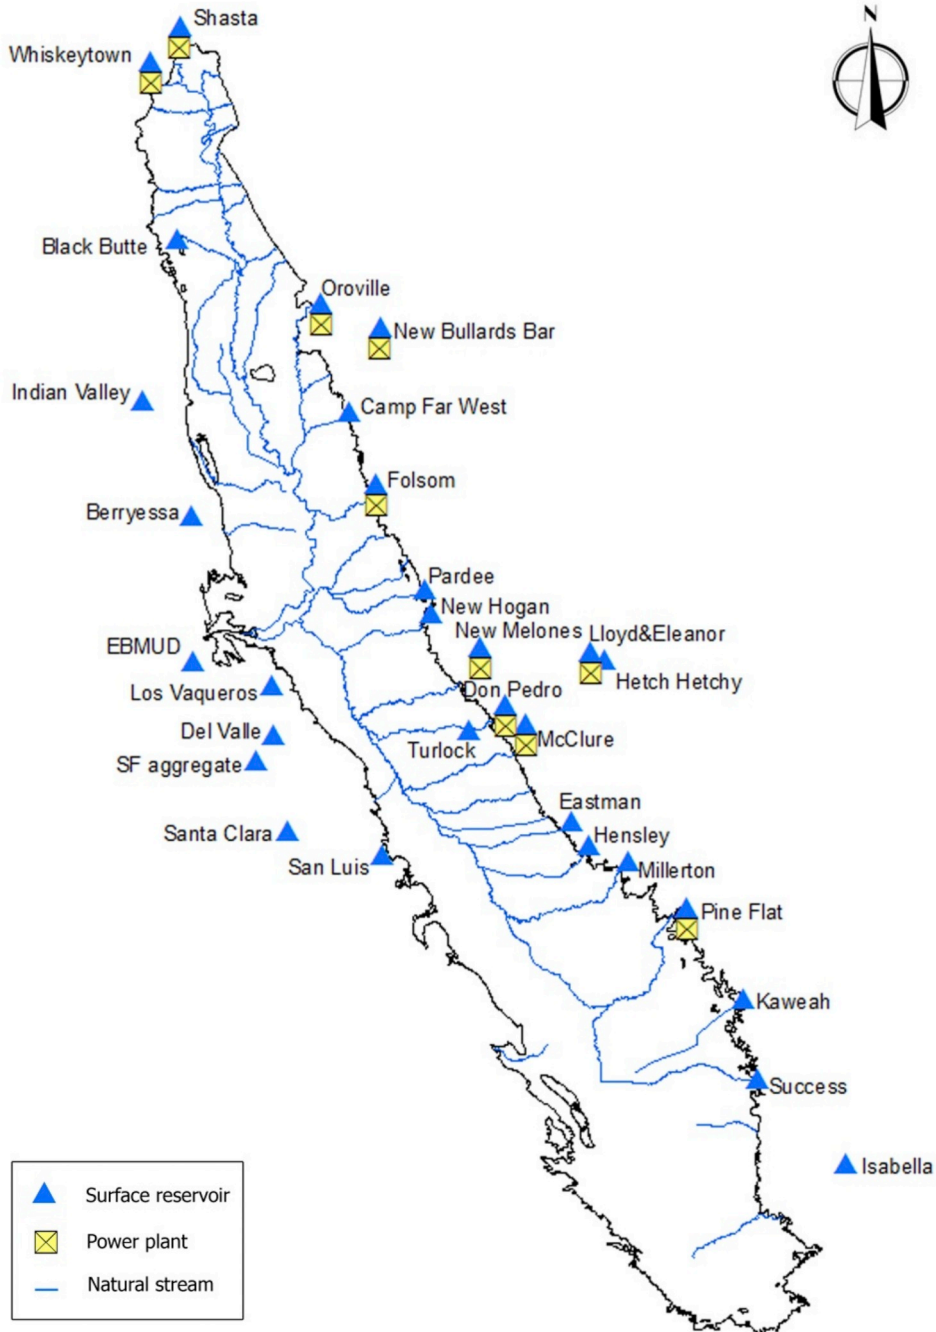 N
Shasta
Whiskeytown
Black Butte
Oroville
New Bullards Bar
Indian Valley
Camp Far West
Folsom
Berryessa
Pardee
New Hogan
New Melones
Lloyd&Eleanor
EBMUD
Hetch Hetchy
Los Vaqueros
Don Pedro
Del Valle
McClure
Turlock
SF aggregate
Eastman
Santa Clara
Hensley
San Luis
Millerton
Pine Flat
Kaweah
Success
Isabella
Surface reservoir
Power plant
Natural stream